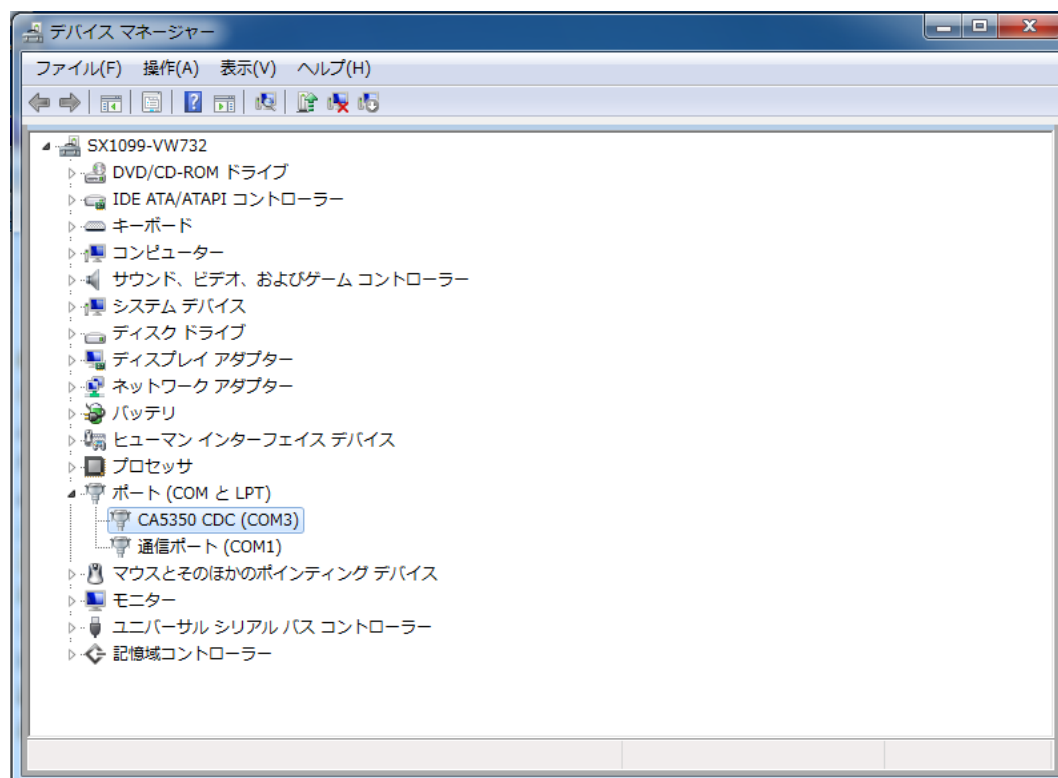 デバイス マネージャー
ファイル(F) 操作(A) 表示(V) ヘルプ(H)
SX1099-VW732
DVD/CD-ROM ドライブ
IDE ATA/ATAPI コントローラー
キーボード
コンピューター
サウンド、ビデオ、およびゲーム コントローラー
システム デバイス
ディスク ドライブ
ディスプレイ アダプター
ネットワーク アダプター
バッテリ
ヒューマン インターフェイス デバイス
プロセッサ
ポート (COM と LPT)
CA5350 CDC (COM3)
通信ポート (COM1)
マウスとそのほかのポインティング デバイス
モニター
ユニバーサル シリアル バス コントローラー
記憶域コントローラー